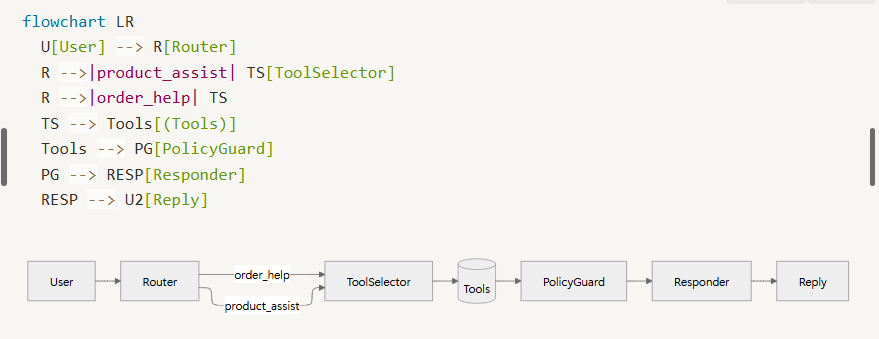 flowchart LR
U[User] --> R[Router]
R -->|product_assist| TS[ToolSelector]
R -->|order_help| TS
TS --> Tools[(Tools)]
Tools --> PG[PolicyGuard]
PG --> RESP[Responder]
RESP --> U2[Reply]
User
Router
order_help
product_assist
ToolSelector
Tools
PolicyGuard
Responder
Reply